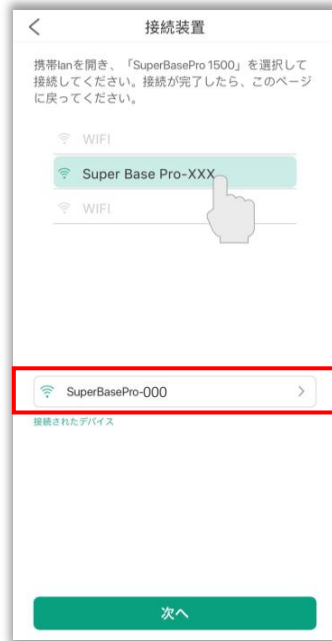 接続装置
携帯lanを開き、「SuperBasePro 1500」を選択して
接続してください。接続が完了したら、このページ
に戻ってください。
WIFI
Super Base Pro-XXX
WIFI
SuperBasePro-000
接続されたデバイス
次へ